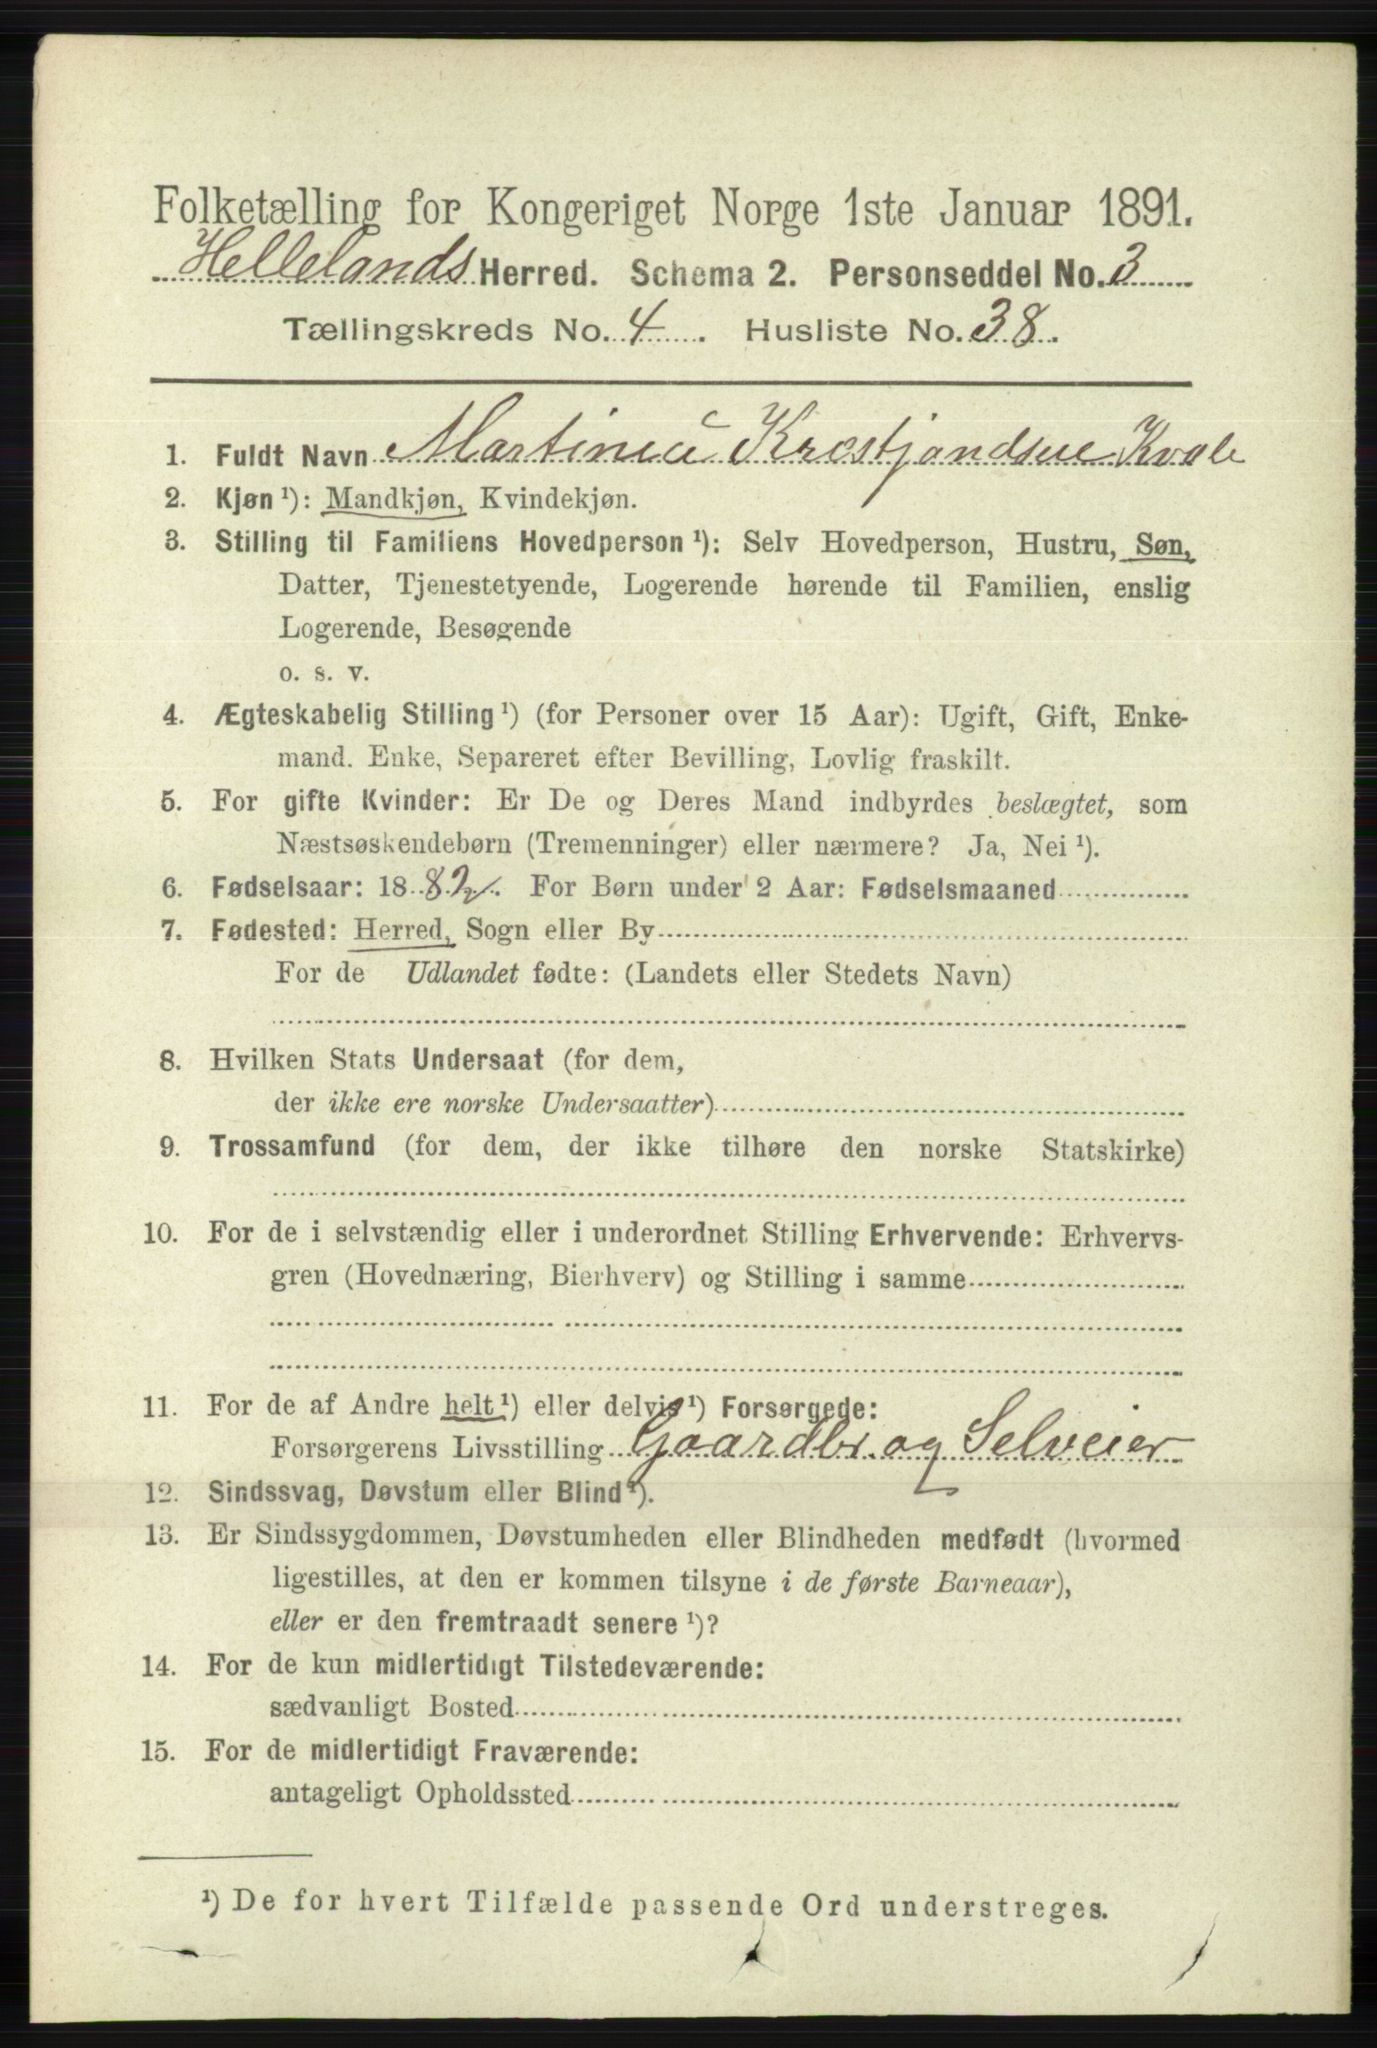 Folketælling for Kongeriget Norge 1ste Januar 1891.
Hellelands Herred. Schema 2. Personseddel No. 3
Tællingskreds No. 4. Husliste No. 38.
1. Fuldt Navn Kvale
2. Kjøn ¹): Mandkjøn, Kvindekjøn.
3. Stilling til Familiens Hovedperson ¹): Selv Hovedperson, Hustru, Søn,
Datter, Tjenestetyende, Logerende hørende til Familien, enslig
Logerende, Besøgende
o. s. v.
4. Ægteskabelig Stilling ¹) (for Personer over 15 Aar): Ugift, Gift, Enke-
mand. Enke, Separeret efter Bevilling, Lovlig fraskilt.
5. For gifte Kvinder: Er De og Deres Mand indbyrdes beslægtet, som
Næstsøskendebørn (Tremenninger) eller nærmere? Ja, Nei ¹).
6. Fødselsaar: 1882. For Børn under 2 Aar: Fødselsmaaned
7. Fødested: Herred, Sogn eller By
For de Udlandet fødte: (Landets eller Stedets Navn)
8. Hvilken Stats Undersaat (for dem,
der ikke ere norske Undersaatter)
9. Trossamfund (for dem, der ikke tilhøre den norske Statskirke)
10. For de i selvstændig eller i underordnet Stilling Erhvervende: Erhvervs-
gren (Hovednæring, Bierhverv) og Stilling i samme
11. For de af Andre helt ¹) eller delvis ¹) Forsørgede:
Forsørgerens Livsstilling Gaardbr. og Selveier
12. Sindssvag, Døvstum eller Blind ¹).
13. Er Sindssygdommen, Døvstumheden eller Blindheden medfødt (hvormed
ligestilles, at den er kommen tilsyne i de første Barneaar),
eller er den fremtraadt senere ¹)?
14. For de kun midlertidigt Tilstedeværende:
sædvanligt Bosted
15. For de midlertidigt Fraværende:
antageligt Opholdssted
¹) De for hvert Tilfælde passende Ord understreges.